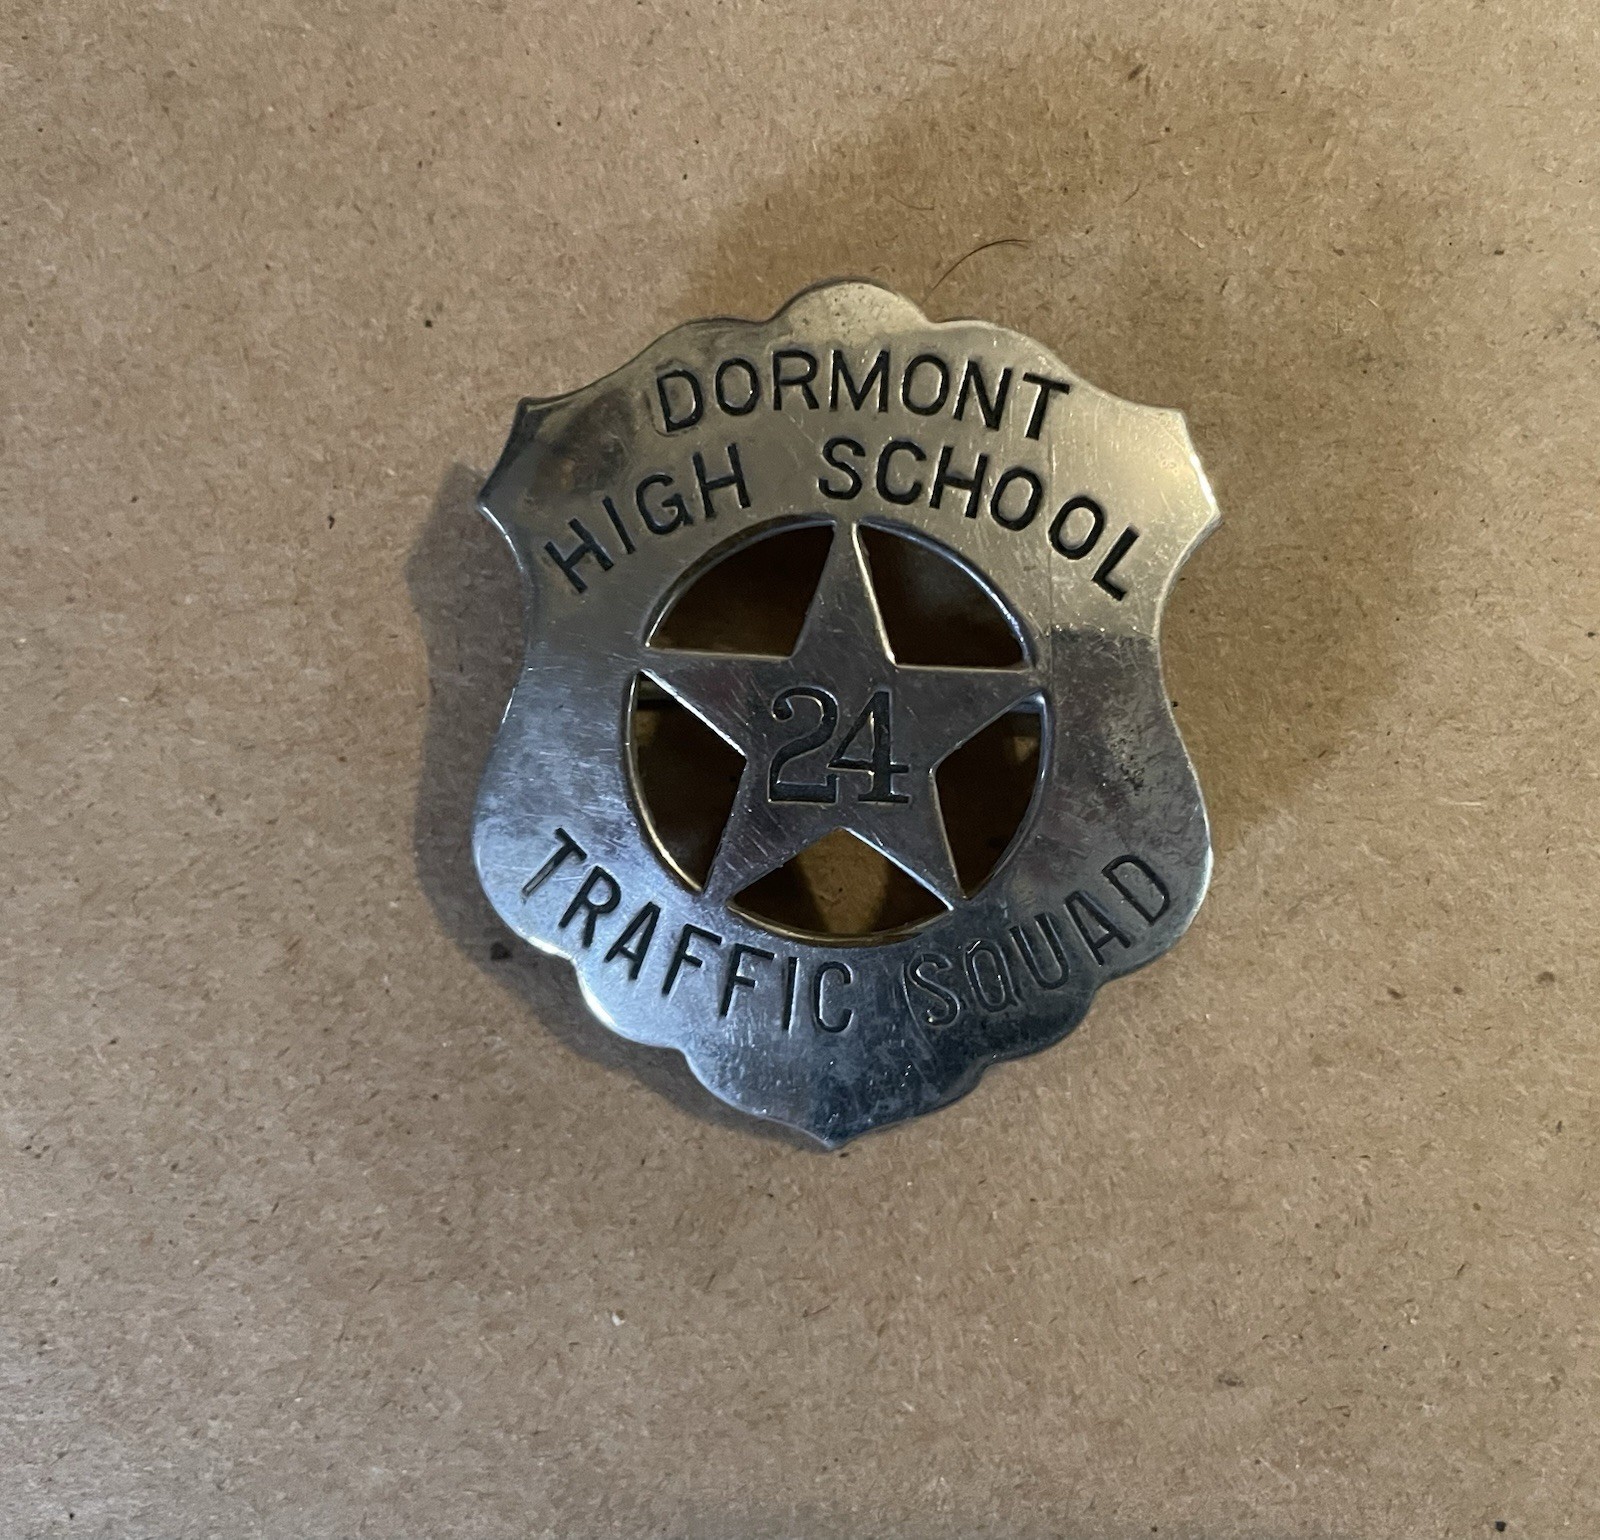 DORMONT
HIGH SCHOOL
24
TRAFFIC SQUAD